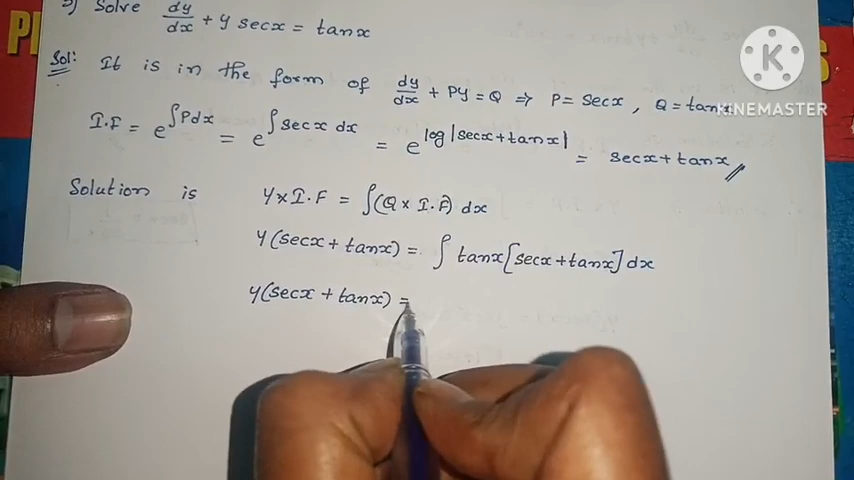 5) Solve dy/dx + y secx = tanx
Sol: It is in the form of dy/dx + Py = Q ⇒ P = secx, Q = tanx
I.F = e^∫Pdx = e^∫secx dx = e^log|secx+tanx| = secx+tanx //
Solution is y×I.F = ∫(Q × I.F) dx
y(secx+tanx) = ∫ tanx[secx+tanx]dx
y(secx+tanx) =
K
KINEMASTER